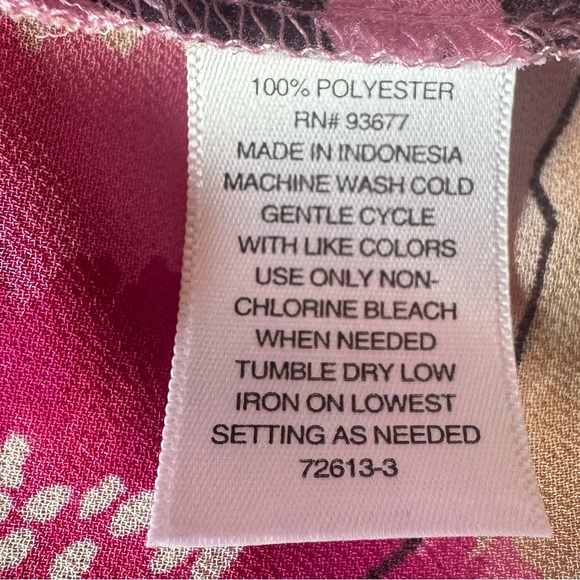 100% POLYESTER
RN# 93677
MADE IN INDONESIA
MACHINE WASH COLD
GENTLE CYCLE
WITH LIKE COLORS
USE ONLY NON-
CHLORINE BLEACH
WHEN NEEDED
TUMBLE DRY LOW
IRON ON LOWEST
SETTING AS NEEDED
72613-3